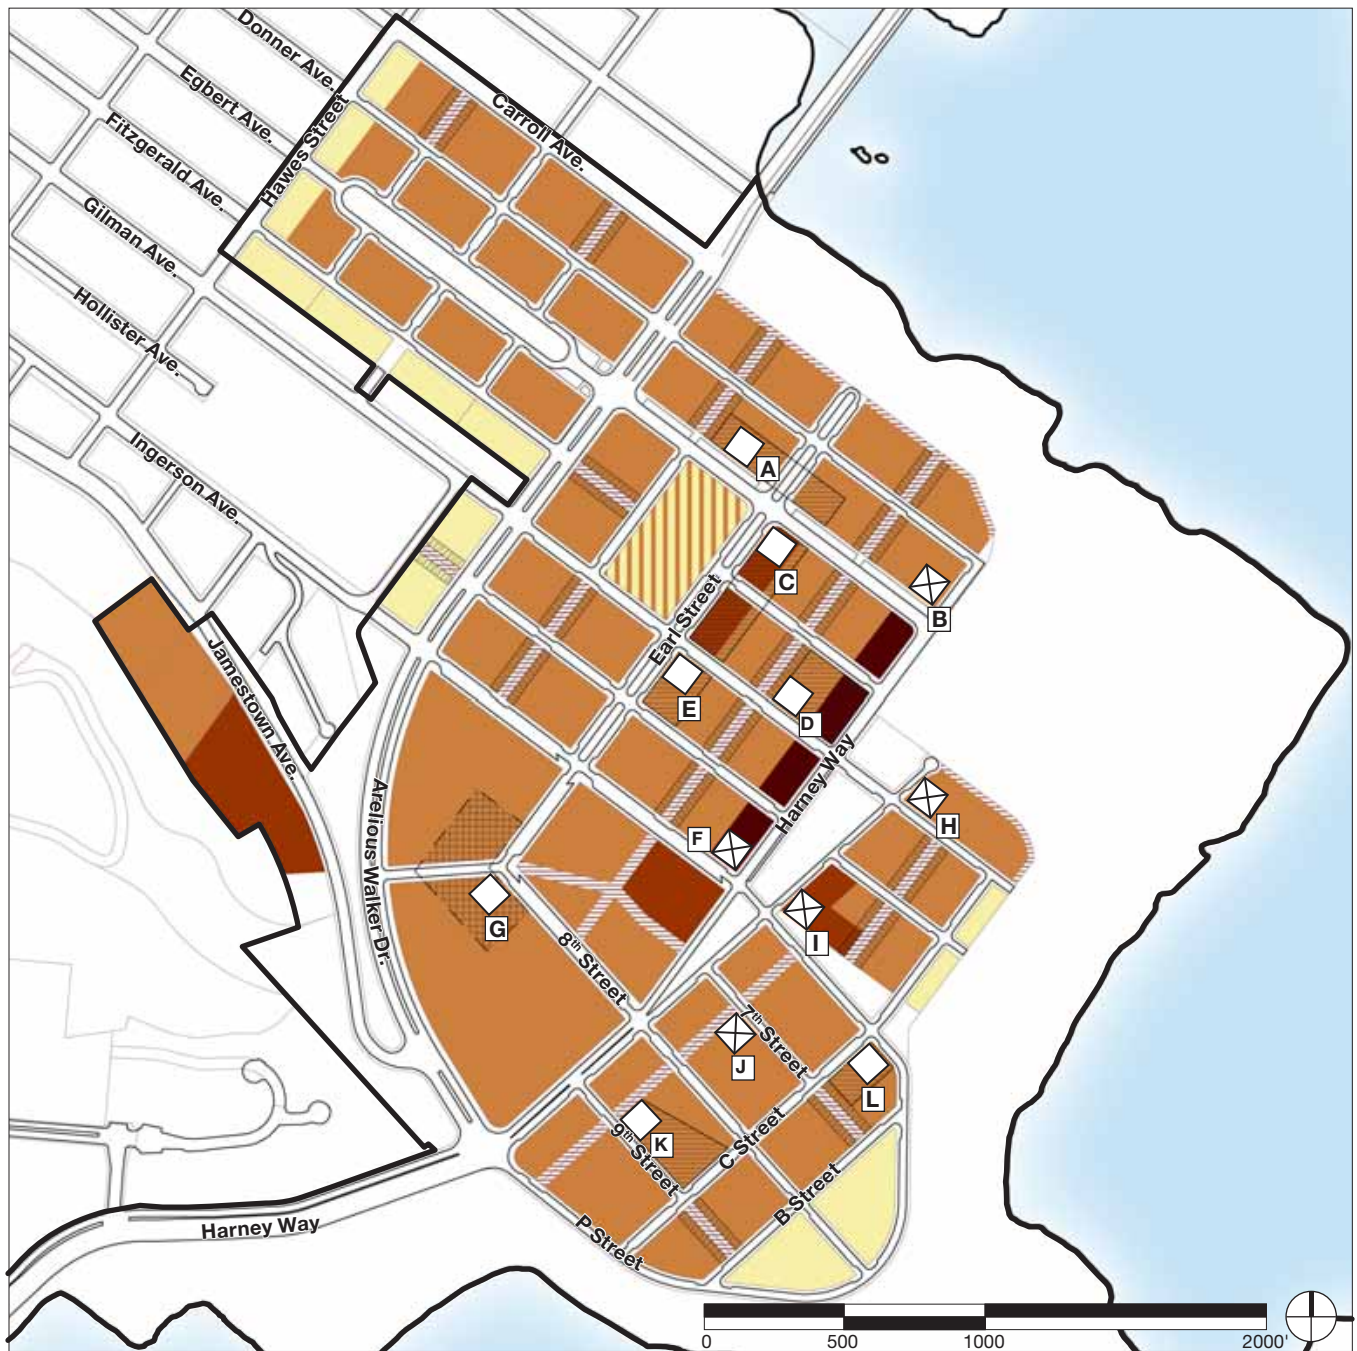 Donner Ave.
Egbert Ave.
Fitzgerald Ave.
Gilman Ave.
Hollister Ave.
Ingerson Ave.
Hawes Street
Carroll Ave.
A
B
C
Earl Street
E
D
Jamestown Ave.
Arelious Walker Dr.
Harney Way
F
H
G
I
8th Street
7th Street
J
L
K
9th Street
C Street
B Street
P Street
Harney Way
0 500 1000 2000'